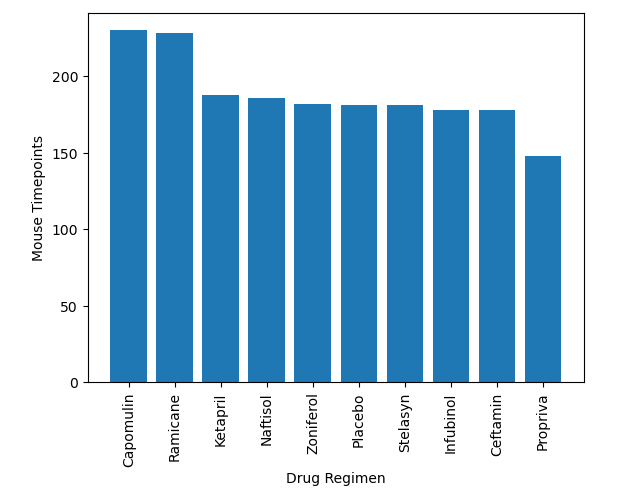 200
150
100
50
0
Mouse Timepoints
Capomulin
Ramicane
Ketapril
Naftisol
Zoniferol
Placebo
Stelasyn
Infubinol
Ceftamin
Propriva
Drug Regimen